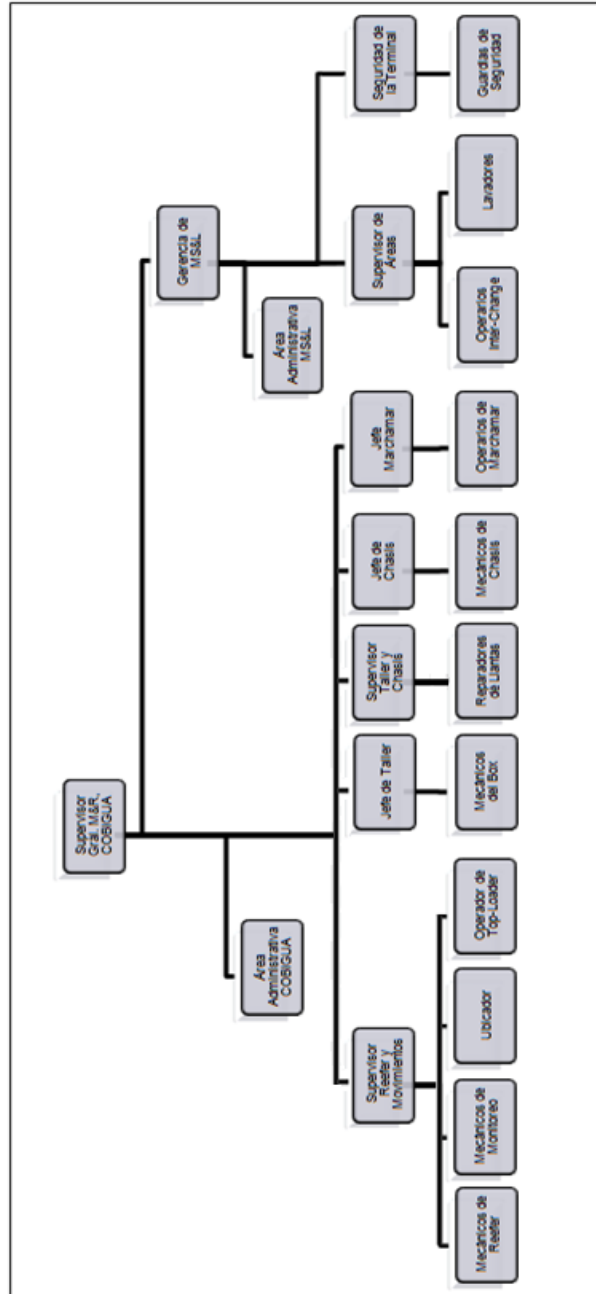 Supervisor
Gral. M&R,
COBIGUA
Gerencia de
MS&L
Área
Administrativa
COBIGUA
Área
Administrativa
MS&L
Supervisor
Reefer y
Movimientos
Jefe de Taller
Supervisor
Taller y
Chasis
Jefe de
Chasis
Jefe
Marchamar
Supervisor de
Áreas
Seguridad de
la Terminal
Mecánicos de
Reefer
Mecánicos de
Monitoreo
Ubicador
Operador de
Top-Loader
Mecánicos
del Box
Reparadores
de Llantas
Mecánicos de
Chasis
Operarios de
Marchamar
Operarios
Inter-Change
Lavadores
Guardias de
Seguridad